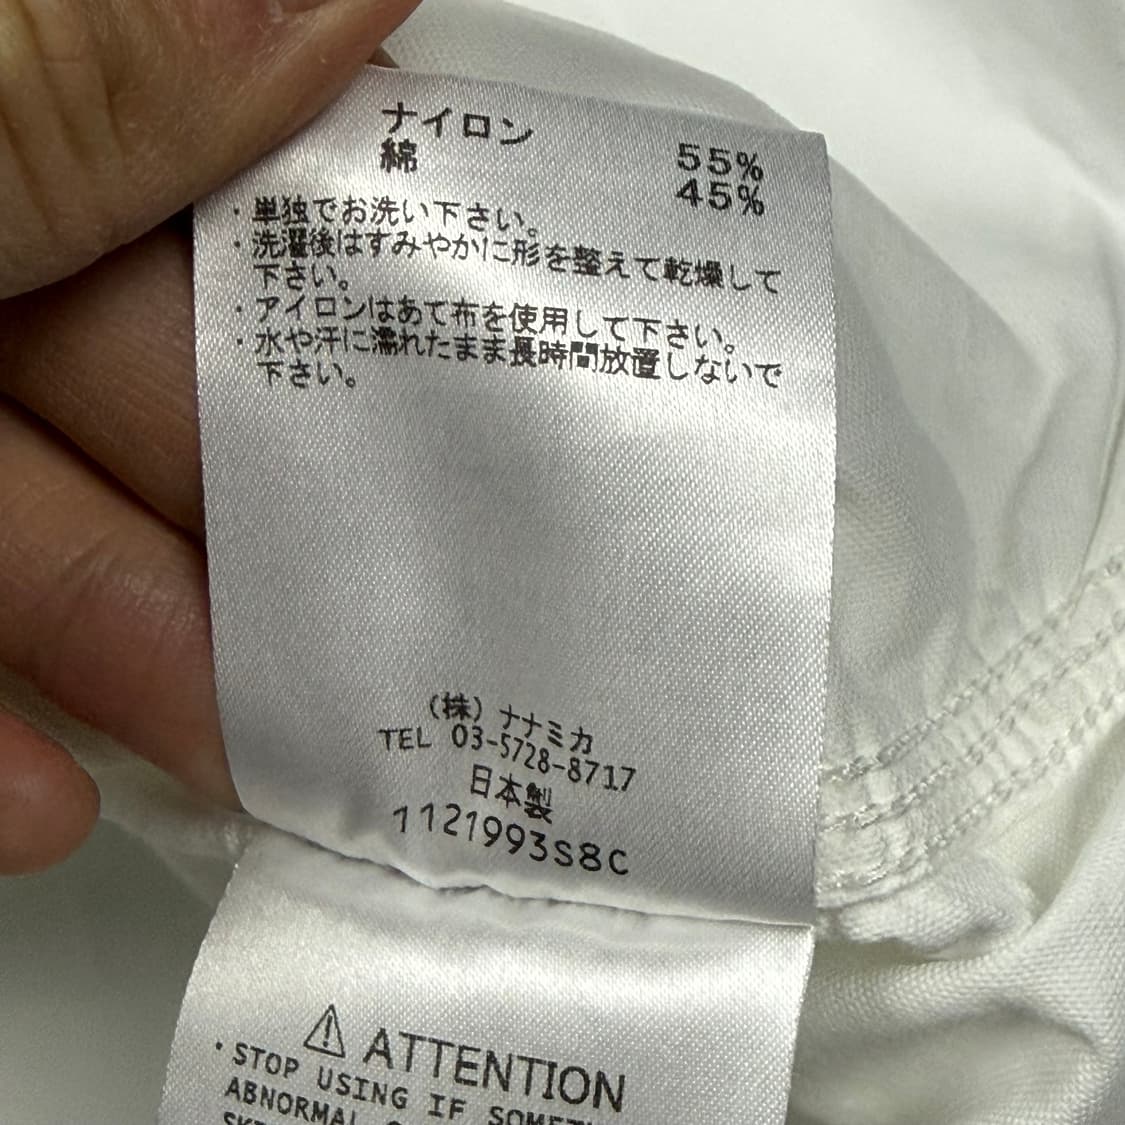 ナイロン 55%
綿 45%
・単独でお洗い下さい。
・洗濯後はすみやかに形を整えて乾燥して
下さい。
・アイロンはあて布を使用して下さい。
・水や汗に濡れたまま長時間放置しないで
下さい。
(株) ナナミカ
TEL 03-5728-8717
日本製
1121993S8C
⚠ ATTENTION
・STOP USING IF
ABNORMAL